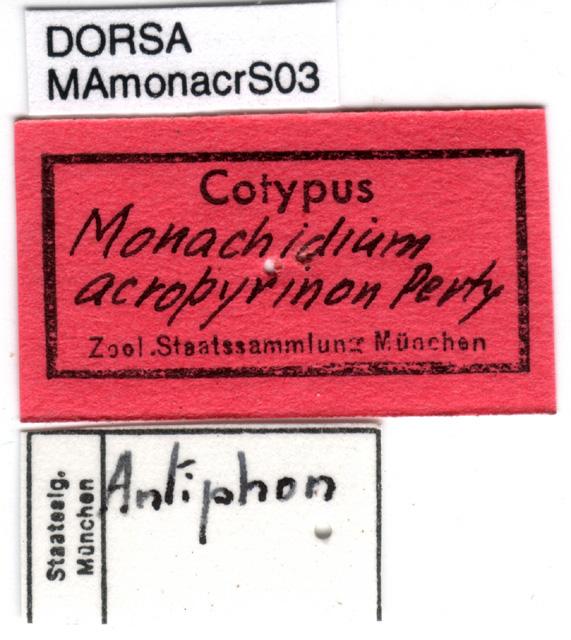 DORSA
MAmonacrS03
Cotypus
Monachidium
acropyrinon Perty
Zool. Staatssammlung München
Staatsslg.
München
Antiphon